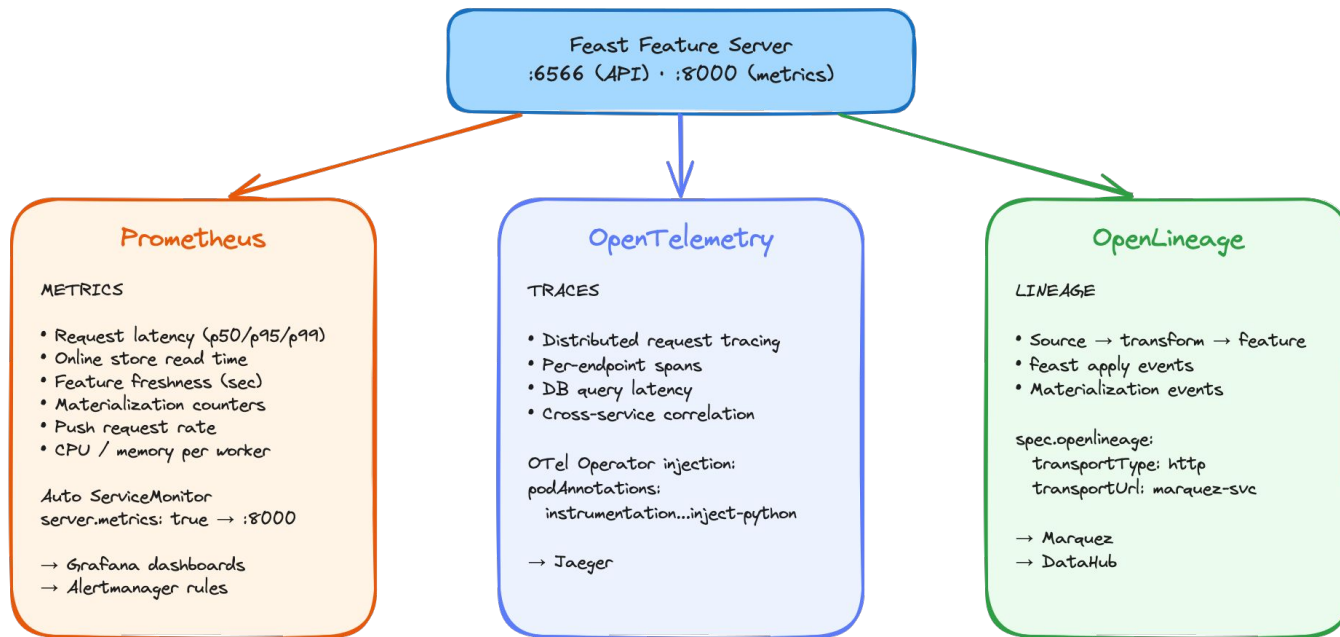 Feast Feature Server
:6566 (API) · :8000 (metrics)
Prometheus
METRICS
• Request latency (p50/p95/p99)
• Online store read time
• Feature freshness (sec)
• Materialization counters
• Push request rate
• CPU / memory per worker
Auto ServiceMonitor
server.metrics: true → :8000
→ Grafana dashboards
→ Alertmanager rules
OpenTelemetry
TRACES
• Distributed request tracing
• Per-endpoint spans
• DB query latency
• Cross-service correlation
OTel Operator injection:
podAnnotations:
instrumentation...inject-python
→ Jaeger
OpenLineage
LINEAGE
• Source → transform → feature
• feast apply events
• Materialization events
spec.openlineage:
transportType: http
transportUrl: marquez-svc
→ Marquez
→ DataHub